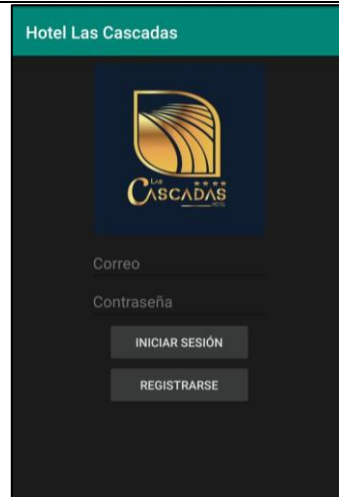 Hotel Las Cascadas
LAS
CASCADAS
HOTEL
Correo
Contraseña
INICIAR SESIÓN
REGISTRARSE